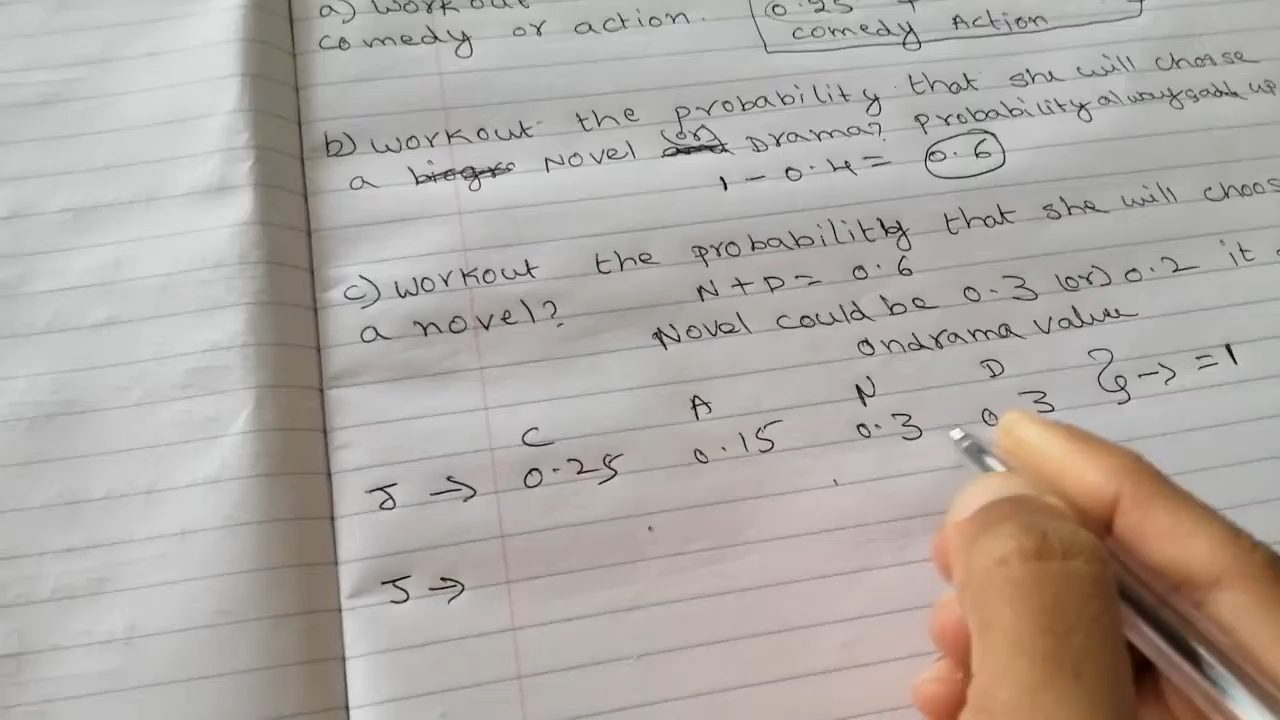 a) Workout
comedy or action. 0.25 +
comedy Action
b) Workout the probability that she will choose
a Novel (or) Drama? probability always add up
1 - 0.4 = 0.6
c) Workout the probability that she will choos
a novel? N+D = 0.6
Novel could be 0.3 (or) 0.2 it
on drama value
C A N D
J → 0.25 0.15 0.3 0.3 } → = 1
J →